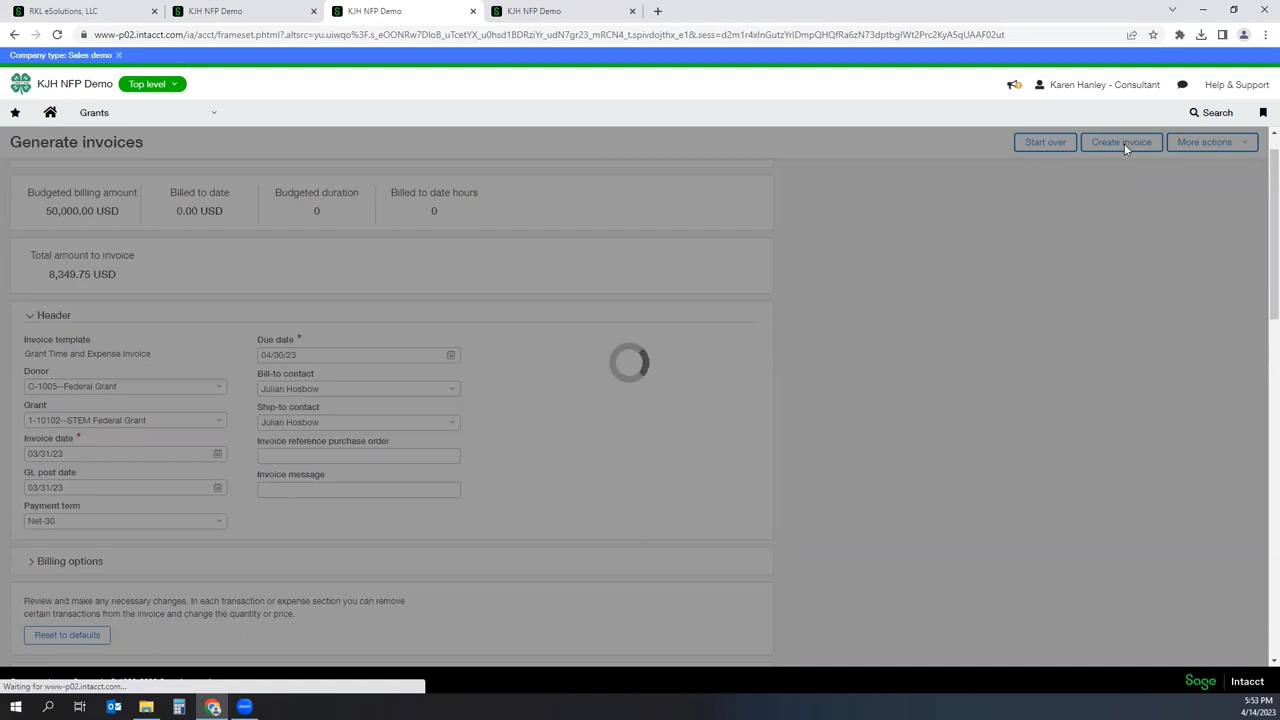 RKL eSolutions, LLC
KJH NFP Demo
KJH NFP Demo
KJH NFP Demo
Company type: Sales demo
KJH NFP Demo
Top level
Karen Hanley - Consultant
Help & Support
Grants
Search
Generate invoices
Start over
Create invoice
More actions
Budgeted billing amount
Billed to date
Budgeted duration
Billed to date hours
50,000.00 USD
0.00 USD
0
0
Total amount to invoice
8,349.75 USD
Header
Invoice template
Grant Time and Expense Invoice
Donor
C-1005--Federal Grant
Grant
1-10102--STEM Federal Grant
Invoice date *
03/31/23
GL post date
03/31/23
Payment term
Net-30
Due date *
04/30/23
Bill-to contact
Julian Hosbow
Ship-to contact
Julian Hosbow
Invoice reference purchase order
Invoice message
Billing options
Review and make any necessary changes. In each transaction or expense section you can remove
certain transactions from the invoice and change the quantity or price.
Reset to defaults
Waiting for www-p02.intacct.com...
Sage Intacct
5:53 PM
4/14/2023